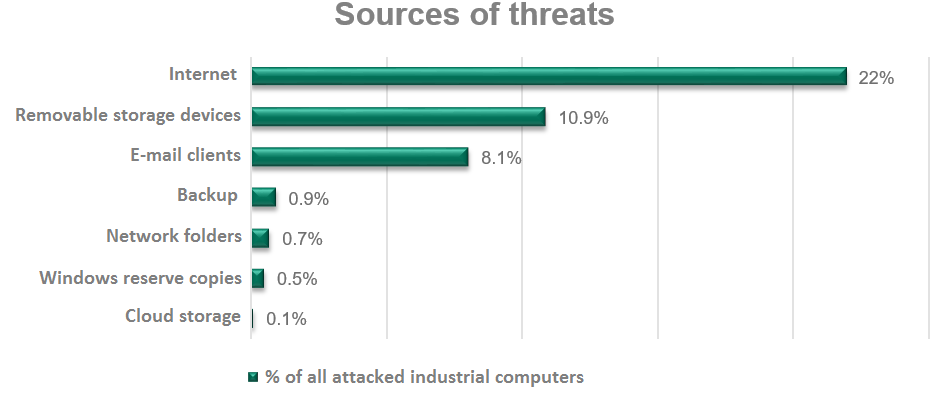 Sources of threats
Internet 22%
Removable storage devices 10.9%
E-mail clients 8.1%
Backup 0.9%
Network folders 0.7%
Windows reserve copies 0.5%
Cloud storage 0.1%
% of all attacked industrial computers